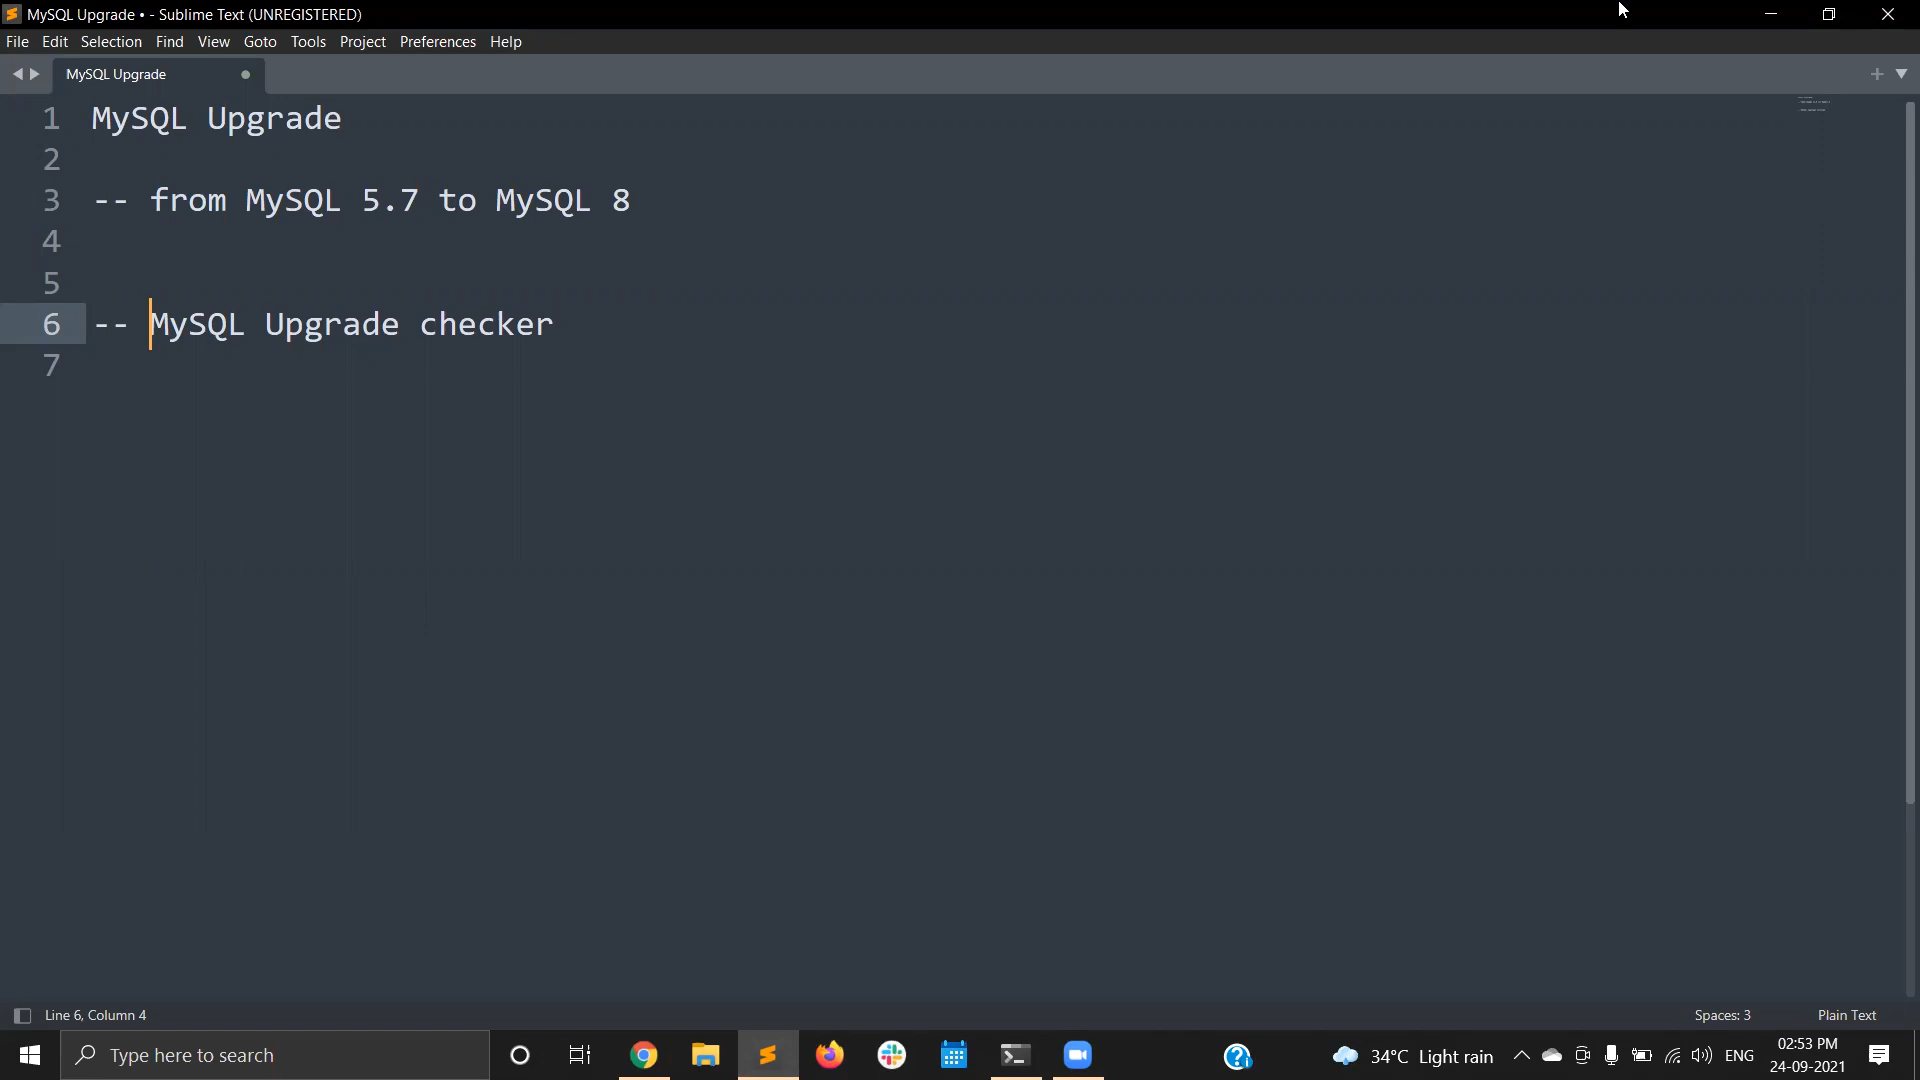 MySQL Upgrade • - Sublime Text (UNREGISTERED)
File Edit Selection Find View Goto Tools Project Preferences Help
MySQL Upgrade
1 MySQL Upgrade
2
3 -- from MySQL 5.7 to MySQL 8
4
5
6 -- MySQL Upgrade checker
7
Line 6, Column 4 Spaces: 3 Plain Text
Type here to search 34°C Light rain ENG 02:53 PM
24-09-2021